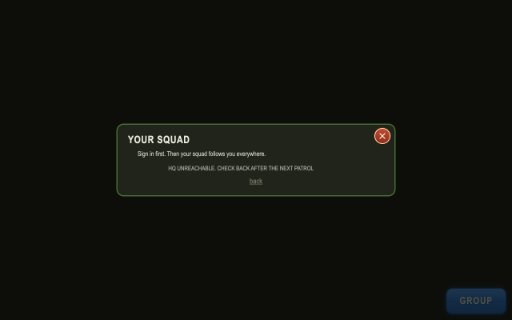 YOUR SQUAD
Sign in first. Then your squad follows you everywhere.
HQ UNREACHABLE. CHECK BACK AFTER THE NEXT PATROL
back
GROUP